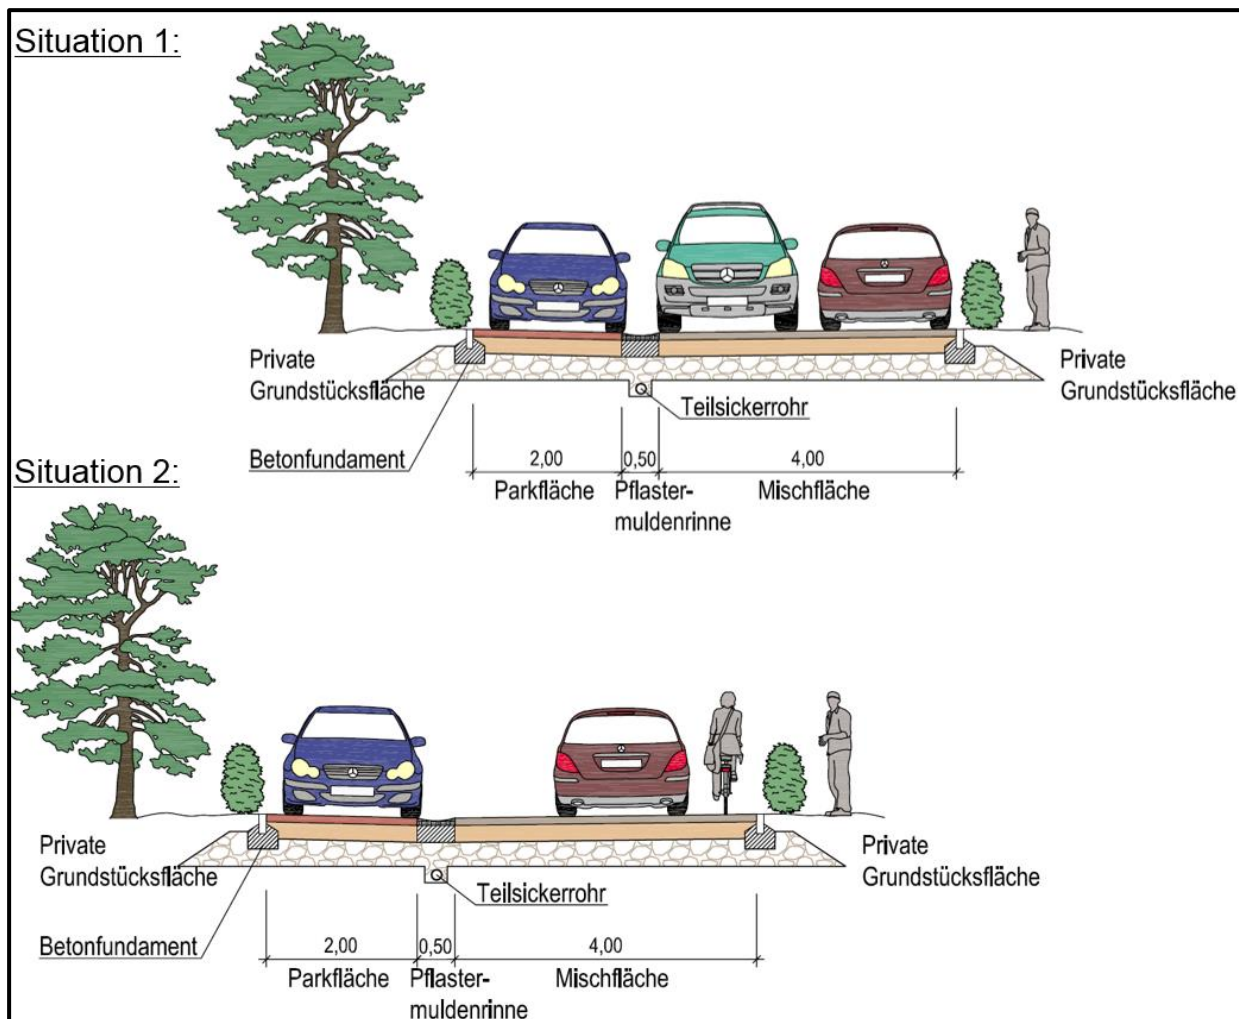 Situation 1:
Private
Grundstücksfläche
Private
Grundstücksfläche
Teilsickerrohr
Betonfundament
2,00
0,50
4,00
Parkfläche
Pflaster-
muldenrinne
Mischfläche
Situation 2:
Private
Grundstücksfläche
Private
Grundstücksfläche
Teilsickerrohr
Betonfundament
2,00
0,50
4,00
Parkfläche
Pflaster-
muldenrinne
Mischfläche